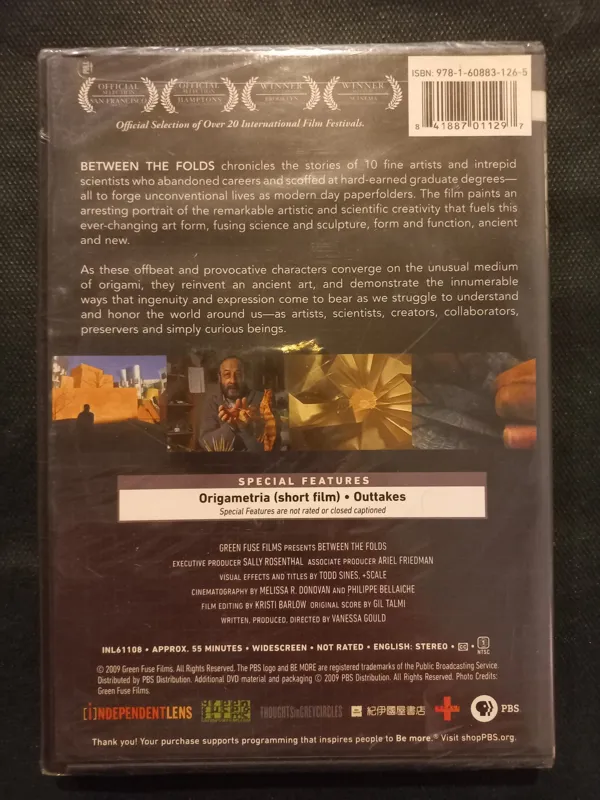 OFFICIAL
SELECTION
SAN FRANCISCO
OFFICIAL
SELECTION
HAMPTONS
WINNER
WINNER
ISBN: 978-1-60883-126-5
8 41887 01129 7
Official Selection of Over 20 International Film Festivals.
BETWEEN THE FOLDS chronicles the stories of 10 fine artists and intrepid
scientists who abandoned careers and scoffed at hard-earned graduate degrees—
all to forge unconventional lives as modern day paperfolders. The film paints an
arresting portrait of the remarkable artistic and scientific creativity that fuels this
ever-changing art form, fusing science and sculpture, form and function, ancient
and new.
As these offbeat and provocative characters converge on the unusual medium
of origami, they reinvent an ancient art, and demonstrate the innumerable
ways that ingenuity and expression come to bear as we struggle to understand
and honor the world around us—as artists, scientists, creators, collaborators,
preservers and simply curious beings.
SPECIAL FEATURES
Origametria (short film) • Outtakes
Special Features are not rated or closed captioned
GREEN FUSE FILMS PRESENTS BETWEEN THE FOLDS
EXECUTIVE PRODUCER SALLY ROSENTHAL ASSOCIATE PRODUCER ARIEL FRIEDMAN
VISUAL EFFECTS AND TITLES BY TODD SINES, +SCALE
CINEMATOGRAPHY BY MELISSA R. DONOVAN AND PHILIPPE BELLAICHE
FILM EDITING BY KRISTI BARLOW ORIGINAL SCORE BY GIL TALMI
WRITTEN, PRODUCED, DIRECTED BY VANESSA GOULD
INL61108 • APPROX. 55 MINUTES • WIDESCREEN • NOT RATED • ENGLISH: STEREO • CC • 1 NTSC
© 2009 Green Fuse Films. All Rights Reserved. The PBS logo and BE MORE are registered trademarks of the Public Broadcasting Service.
Distributed by PBS Distribution. Additional DVD material and packaging © 2009 PBS Distribution. All Rights Reserved. Photo Credits:
Green Fuse Films.
[i]NDEPENDENTLENS green fuse films THOUGHTSinGREYCIRCLES 紀伊國屋書店 PBS
Thank you! Your purchase supports programming that inspires people to Be more.® Visit shopPBS.org.